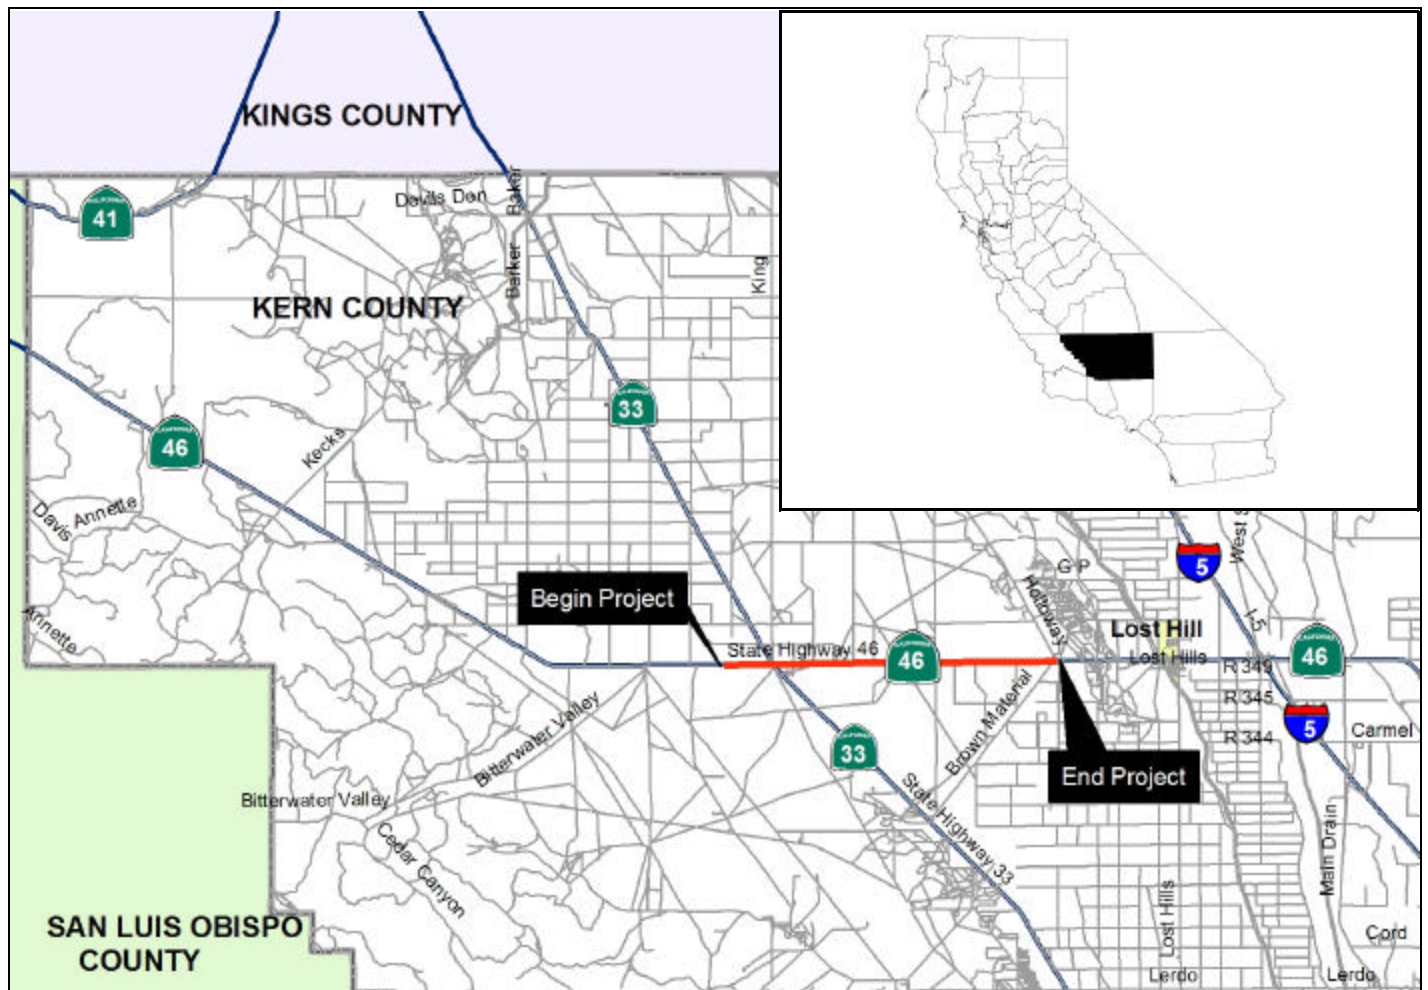 KINGS COUNTY
Baker
Davils Den
41
Barker
King
KERN COUNTY
33
46
Kecks
Davis
Annette
Annette
West S
5
G P
Holloway
I-5
Begin Project
Lost Hill
State Highway 46
46
Lost Hills
46
R 349
R 345
Brown Material
Bitterwater Valley
5
Carmel
R 344
33
End Project
State Highway 33
Bitterwater Valley
Cedar Canyon
Main Drain
Lost Hills
SAN LUIS OBISPO
COUNTY
Cord
Lerdo
Lerdo